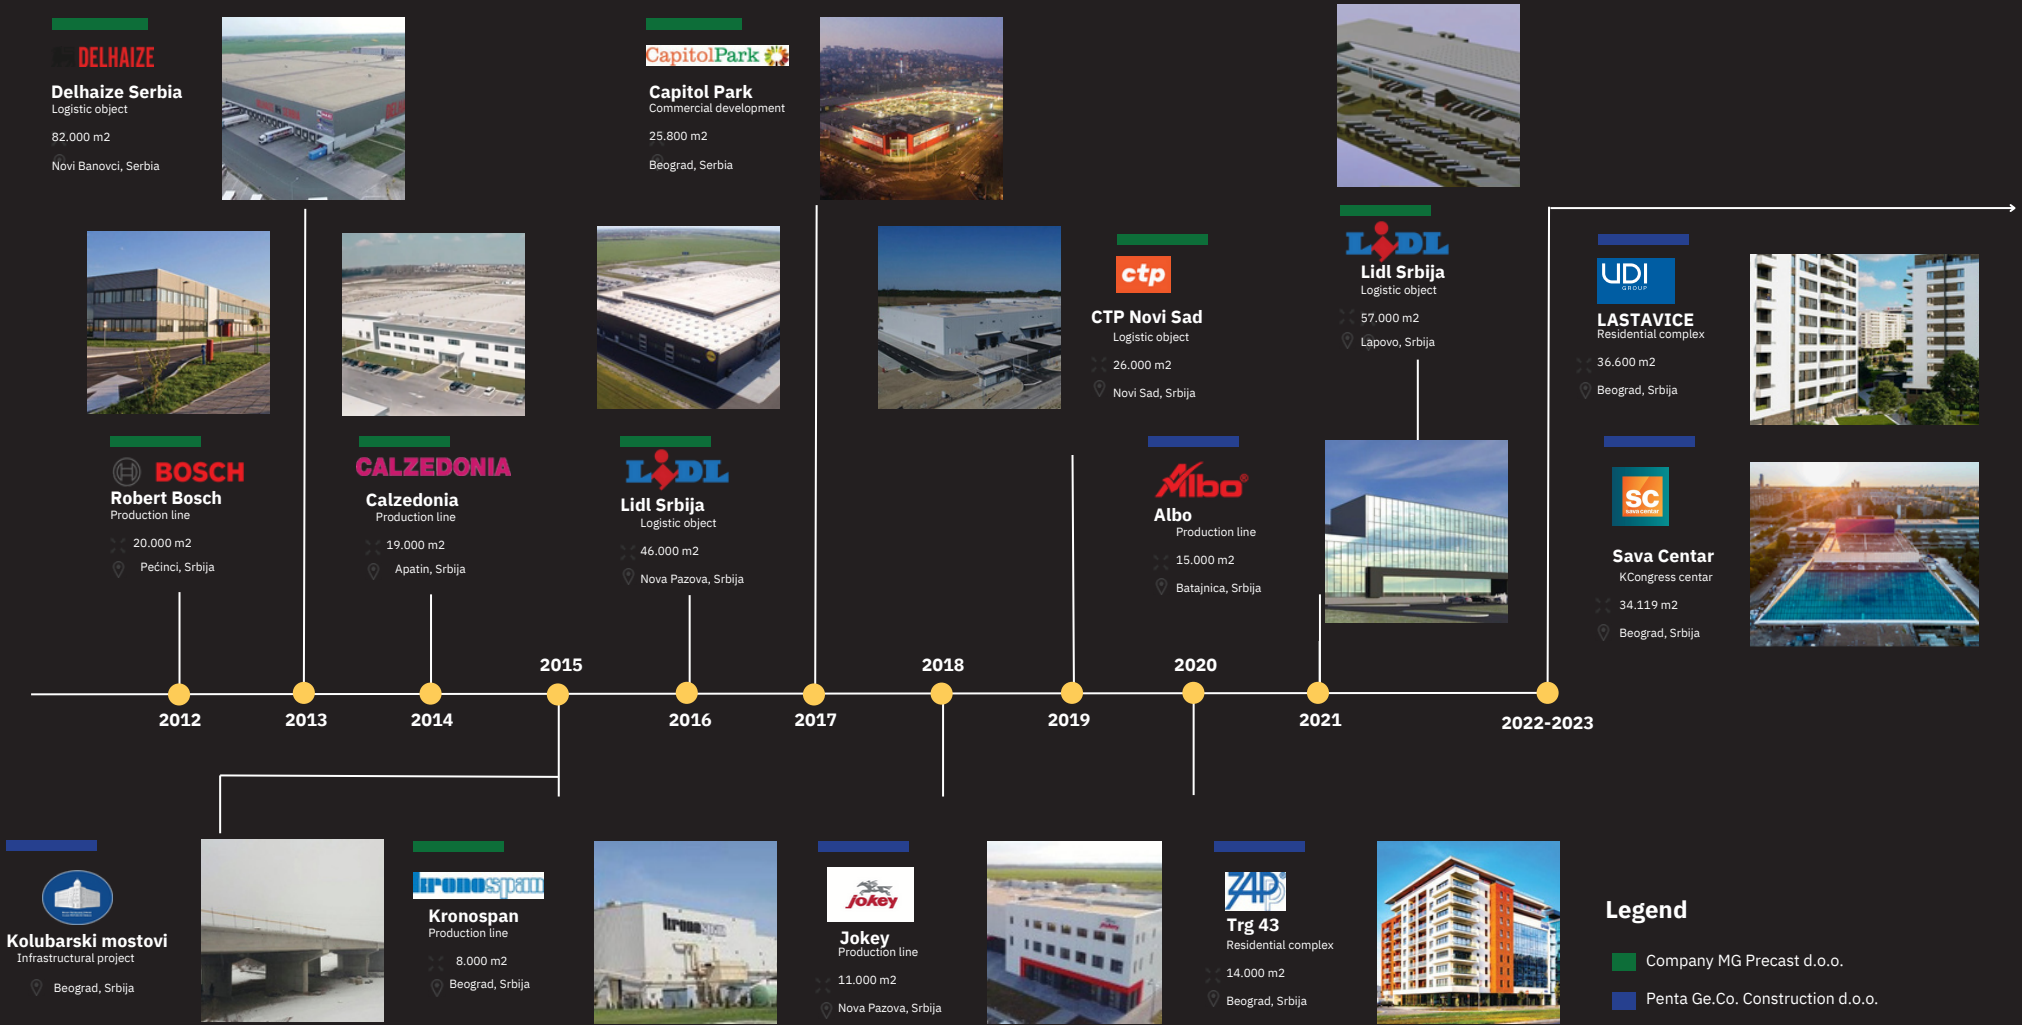 DELHAIZE
Delhaize Serbia
Logistic object
82.000 m2
Novi Banovci, Serbia
CapitolPark
Capitol Park
Commercial development
25.800 m2
Beograd, Serbia
BOSCH
Robert Bosch
Production line
20.000 m2
Pećinci, Srbija
CALZEDONIA
Calzedonia
Production line
19.000 m2
Apatin, Srbija
LIDL
Lidl Srbija
Logistic object
46.000 m2
Nova Pazova, Srbija
ctp
CTP Novi Sad
Logistic object
26.000 m2
Novi Sad, Srbija
LIDL
Lidl Srbija
Logistic object
57.000 m2
Lapovo, Srbija
Albo®
Albo
Production line
15.000 m2
Batajnica, Srbija
UDI
GROUP
LASTAVICE
Residential complex
36.600 m2
Beograd, Srbija
SC
sava centar
Sava Centar
KCongress centar
34.119 m2
Beograd, Srbija
2012
2013
2014
2015
2016
2017
2018
2019
2020
2021
2022-2023
Kolubarski mostovi
Infrastructural project
Beograd, Srbija
kronospan
Kronospan
Production line
8.000 m2
Beograd, Srbija
kronospan
Jokey
Jokey
Production line
11.000 m2
Nova Pazova, Srbija
Jokey
ZAPP
Trg 43
Residential complex
14.000 m2
Beograd, Srbija
Legend
Company MG Precast d.o.o.
Penta Ge.Co. Construction d.o.o.